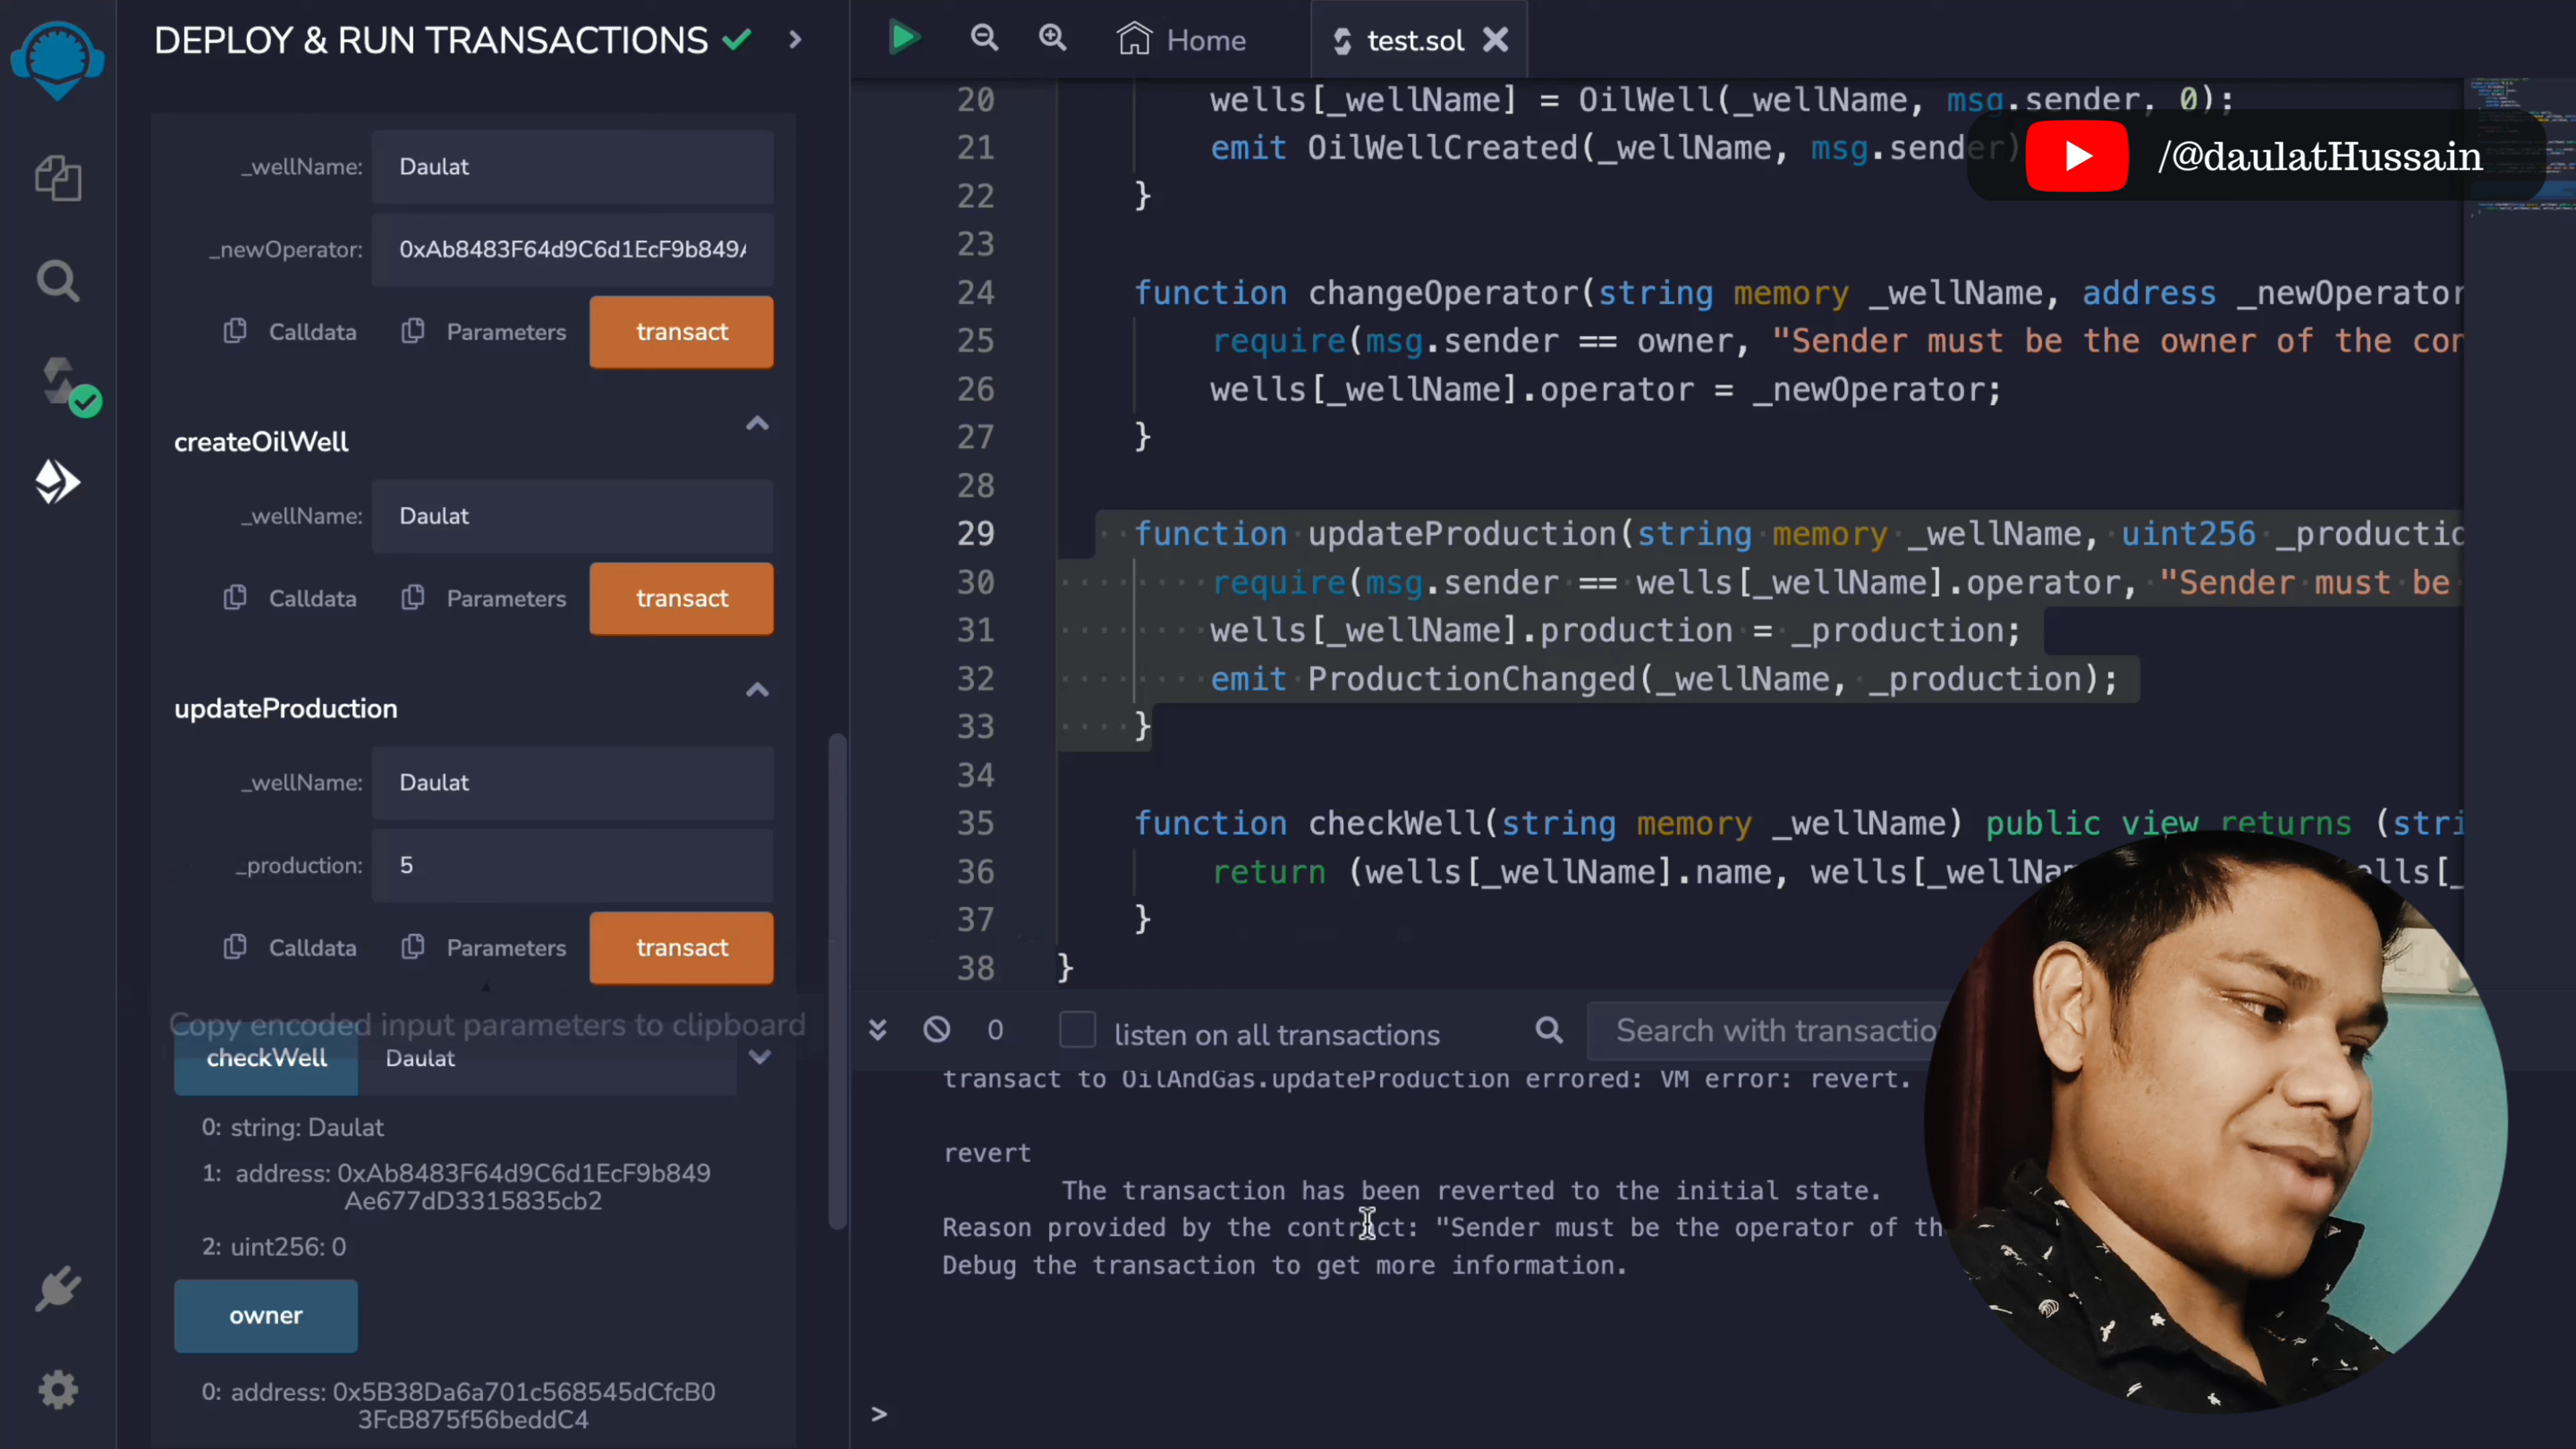 DEPLOY & RUN TRANSACTIONS
_wellName: Daulat
_newOperator: 0xAb8483F64d9C6d1EcF9b849A
Calldata Parameters transact
createOilWell
_wellName: Daulat
Calldata Parameters transact
updateProduction
_wellName: Daulat
_production: 5
Calldata Parameters transact
Copy encoded input parameters to clipboard
checkWell Daulat
0: string: Daulat
1: address: 0xAb8483F64d9C6d1EcF9b849
Ae677dD3315835cb2
2: uint256: 0
owner
0: address: 0x5B38Da6a701c568545dCfcB0
3FcB875f56beddC4
Home test.sol
/@daulatHussain
20 wells[_wellName] = OilWell(_wellName, msg.sender, 0);
21 emit OilWellCreated(_wellName, msg.sender)
22 }
23
24 function changeOperator(string memory _wellName, address _newOperator
25 require(msg.sender == owner, "Sender must be the owner of the con
26 wells[_wellName].operator = _newOperator;
27 }
28
29 function updateProduction(string memory _wellName, uint256 _productio
30 require(msg.sender == wells[_wellName].operator, "Sender must be
31 wells[_wellName].production = _production;
32 emit ProductionChanged(_wellName, _production);
33 }
34
35 function checkWell(string memory _wellName) public view returns (stri
36 return (wells[_wellName].name, wells[_wellNa ells[_
37 }
38 }
0 listen on all transactions Search with transactio
transact to OilAndGas.updateProduction errored: VM error: revert.
revert
The transaction has been reverted to the initial state.
Reason provided by the contract: "Sender must be the operator of th
Debug the transaction to get more information.
>